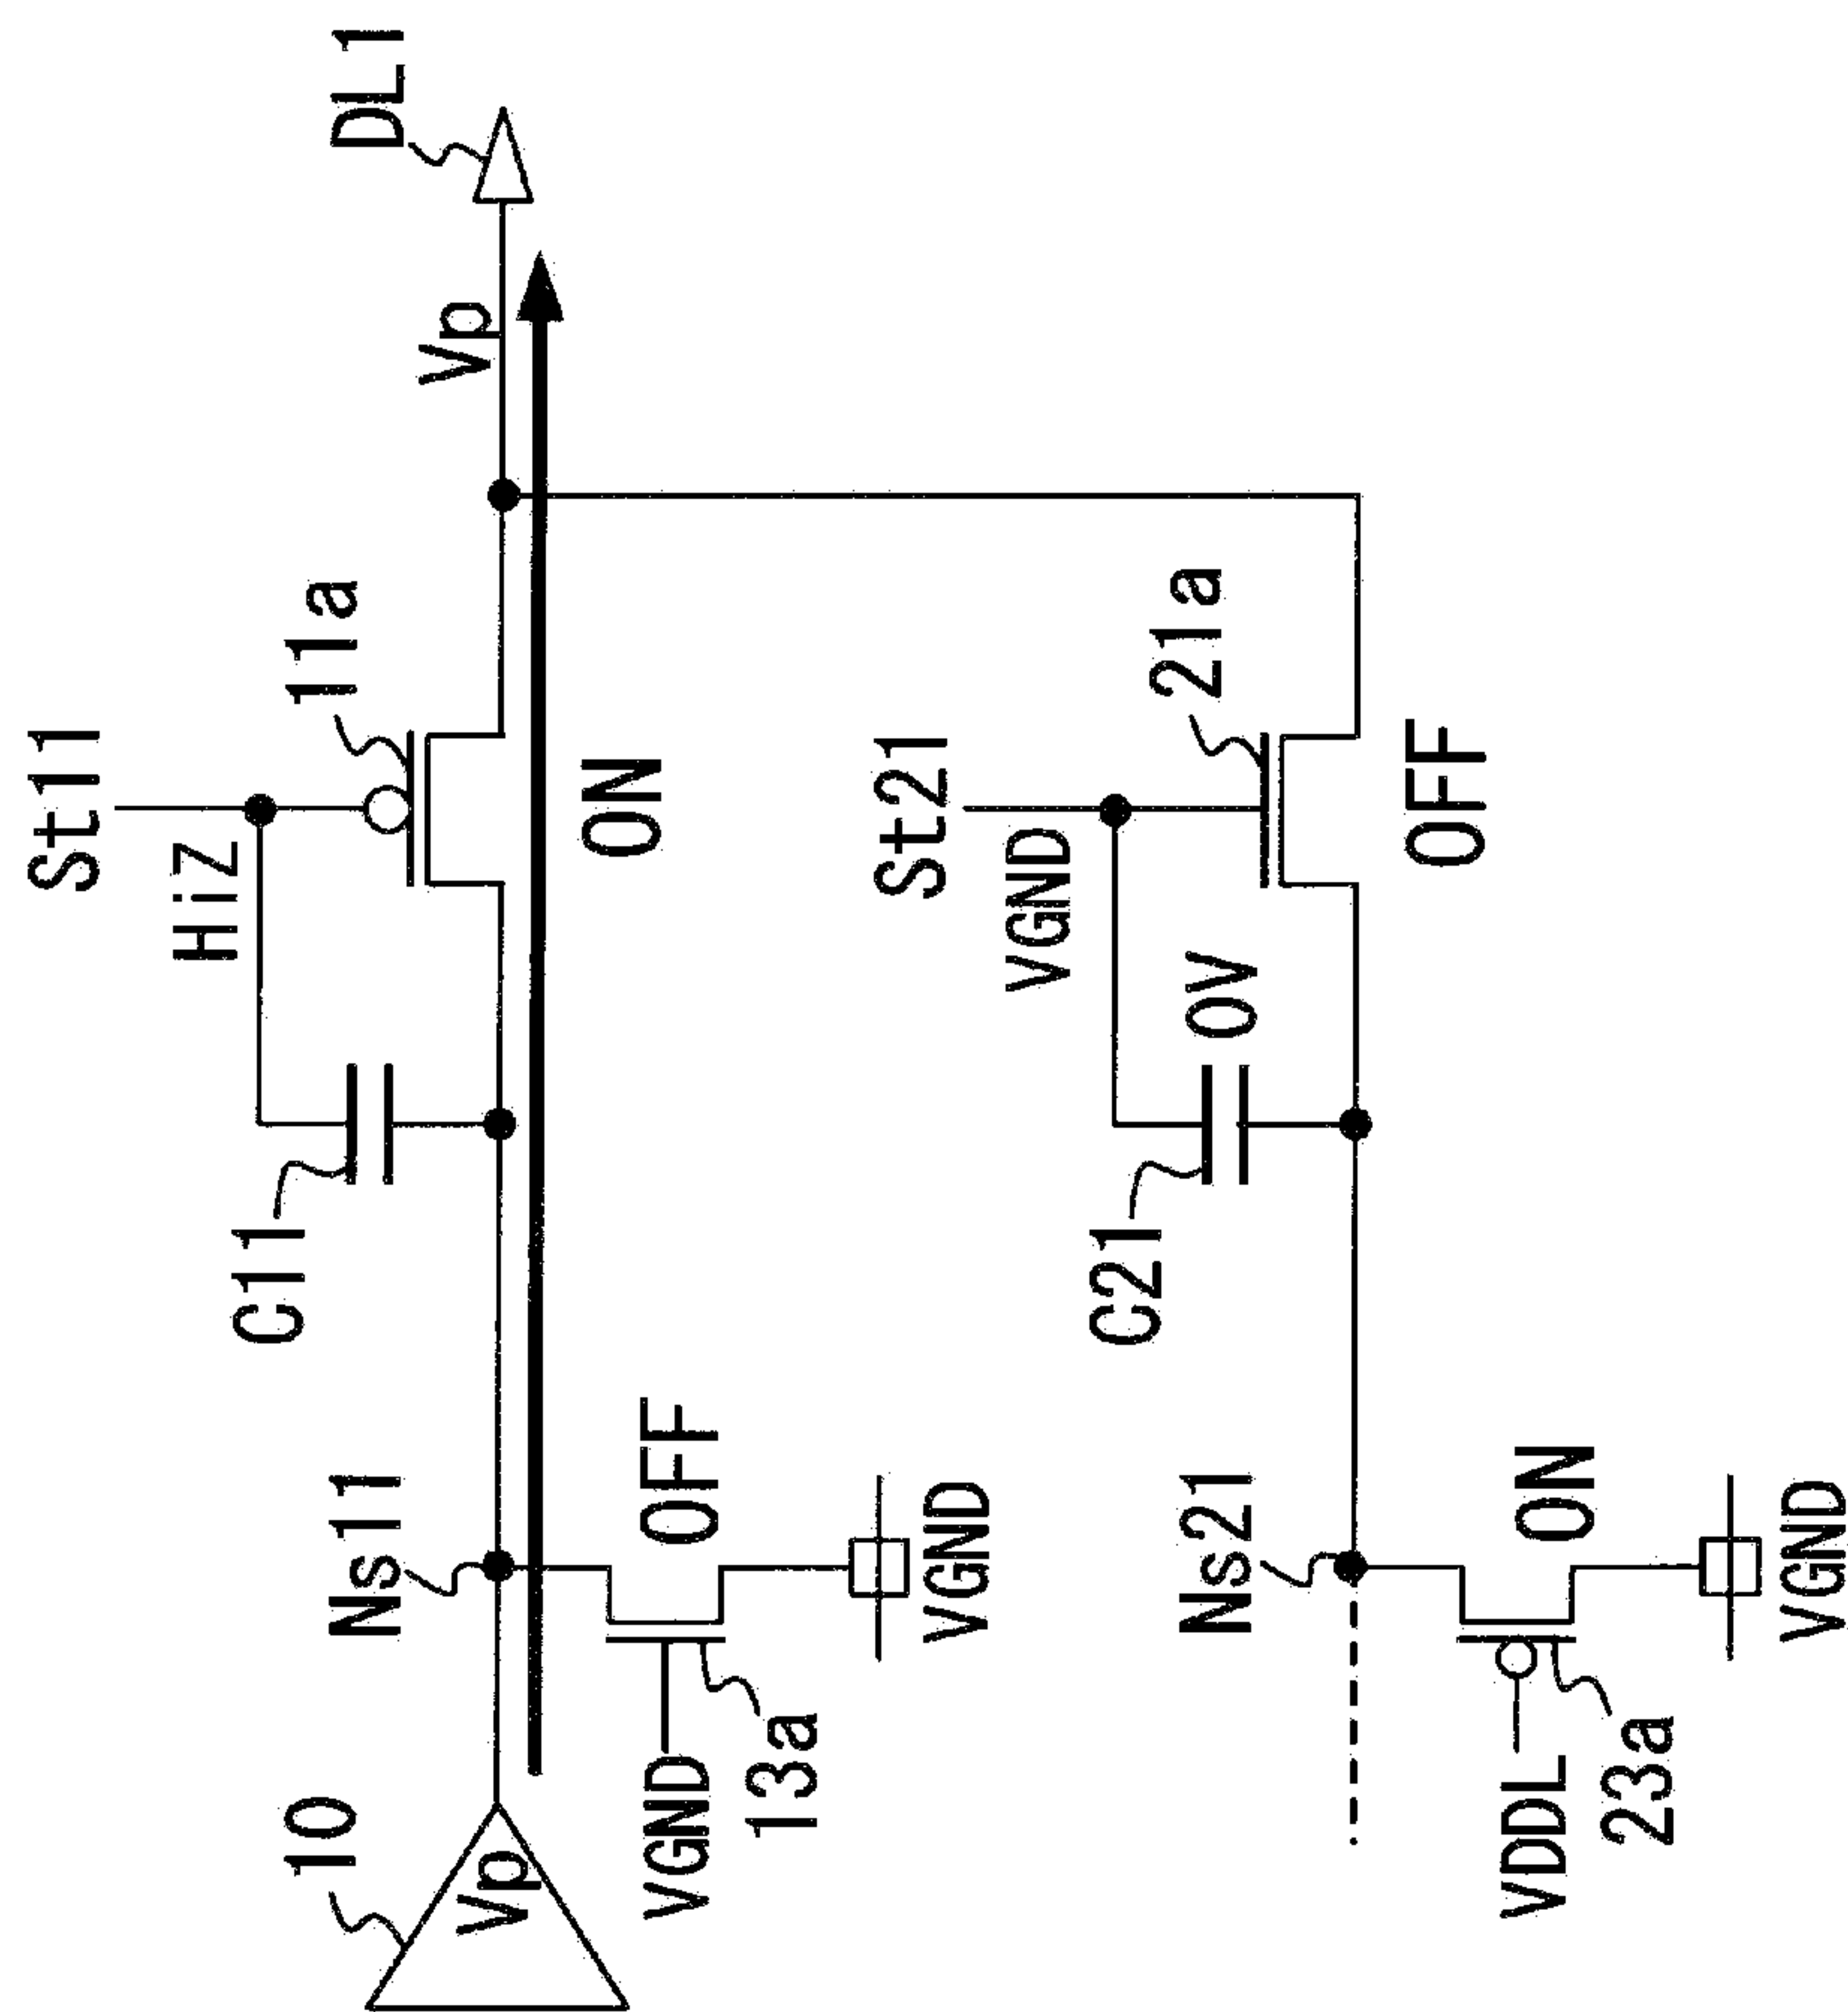 St11
HiZ
11a
DL1
C11
Vp
ON
Ns11
10
Vp
OFF
VGND
13a
VGND
St21
VGND
21a
0V
C21
OFF
Ns21
ON
VDDL
23a
VGND